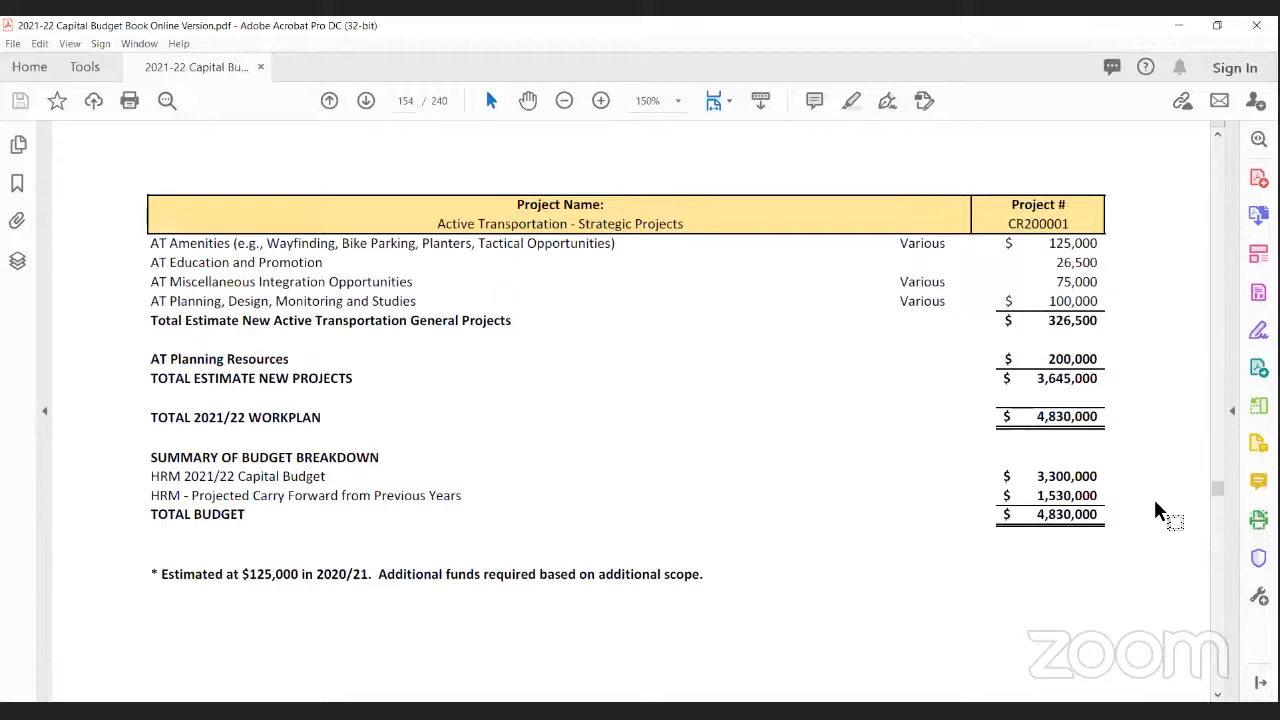 2021-22 Capital Budget Book Online Version.pdf - Adobe Acrobat Pro DC (32-bit)
File Edit View Sign Window Help
Home Tools 2021-22 Capital Bu... × Sign In
154 / 240 150%
Project Name: Project #
Active Transportation - Strategic Projects CR200001
AT Amenities (e.g., Wayfinding, Bike Parking, Planters, Tactical Opportunities) Various $ 125,000
AT Education and Promotion 26,500
AT Miscellaneous Integration Opportunities Various 75,000
AT Planning, Design, Monitoring and Studies Various $ 100,000
Total Estimate New Active Transportation General Projects $ 326,500
AT Planning Resources $ 200,000
TOTAL ESTIMATE NEW PROJECTS $ 3,645,000
TOTAL 2021/22 WORKPLAN $ 4,830,000
SUMMARY OF BUDGET BREAKDOWN
HRM 2021/22 Capital Budget $ 3,300,000
HRM - Projected Carry Forward from Previous Years $ 1,530,000
TOTAL BUDGET $ 4,830,000
* Estimated at $125,000 in 2020/21. Additional funds required based on additional scope.
zoom